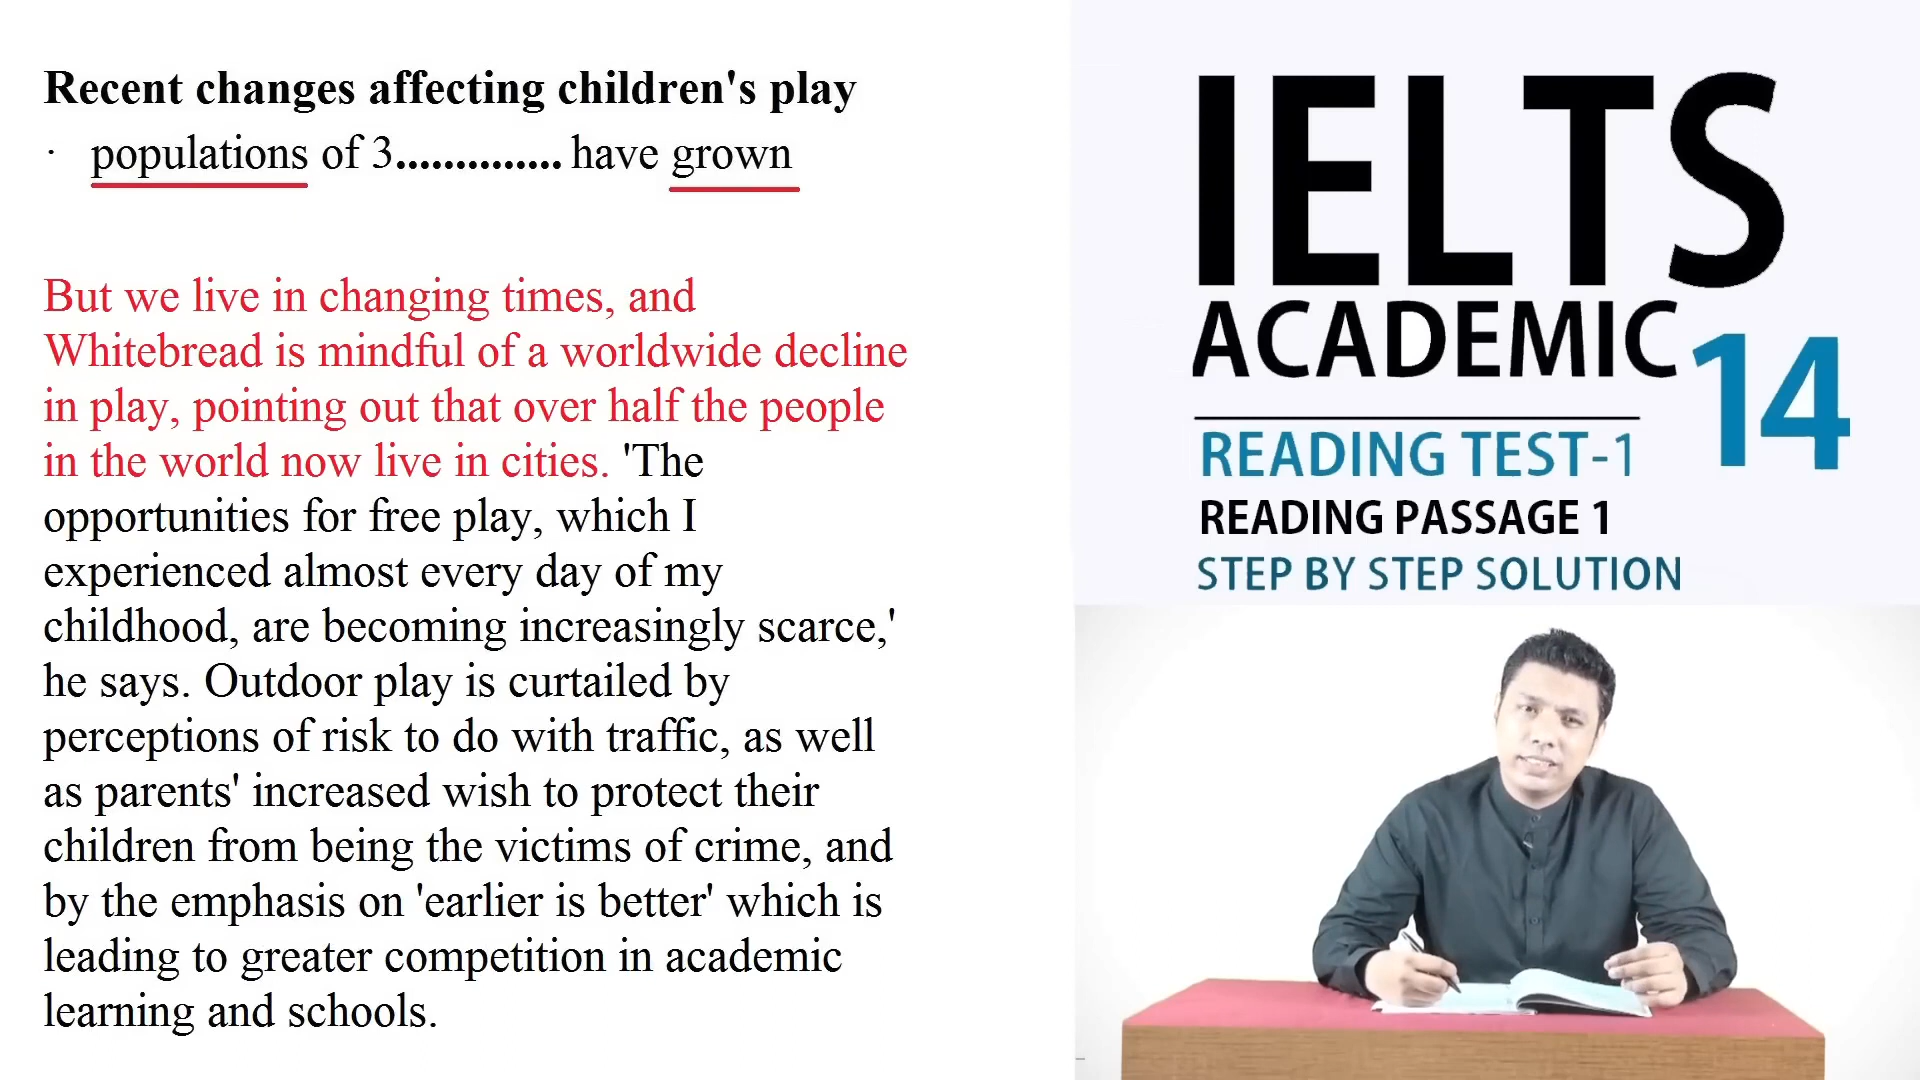 Recent changes affecting children's play
· populations of 3.............. have grown
But we live in changing times, and
Whitebread is mindful of a worldwide decline
in play, pointing out that over half the people
in the world now live in cities. 'The
opportunities for free play, which I
experienced almost every day of my
childhood, are becoming increasingly scarce,'
he says. Outdoor play is curtailed by
perceptions of risk to do with traffic, as well
as parents' increased wish to protect their
children from being the victims of crime, and
by the emphasis on 'earlier is better' which is
leading to greater competition in academic
learning and schools.
IELTS
ACADEMIC 14
READING TEST-1
READING PASSAGE 1
STEP BY STEP SOLUTION